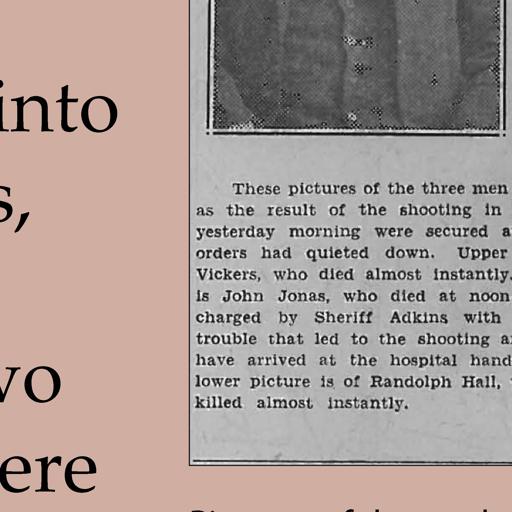 into
s,
vo
ere
These pictures of the three men
as the result of the shooting in
yesterday morning were secured a
orders had quieted down. Upper
Vickers, who died almost instantly.
is John Jonas, who died at noon
charged by Sheriff Adkins with
trouble that led to the shooting a
have arrived at the hospital hand
lower picture is of Randolph Hall,
killed almost instantly.